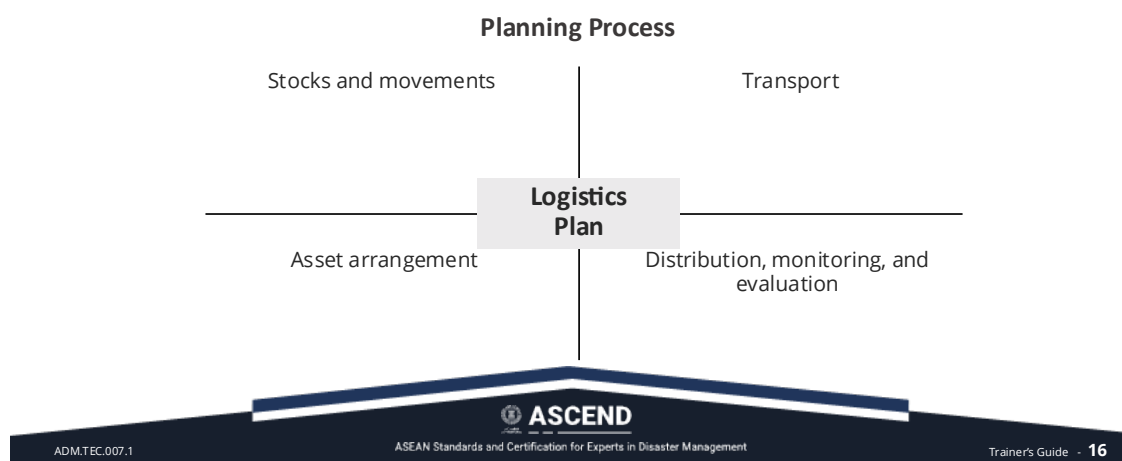 Planning Process
Stocks and movements
Transport
Logistics
Plan
Asset arrangement
Distribution, monitoring, and
evaluation
ASCEND
ADM.TEC.007.1
ASEAN Standards and Certification for Experts in Disaster Management
Trainer's Guide - 16